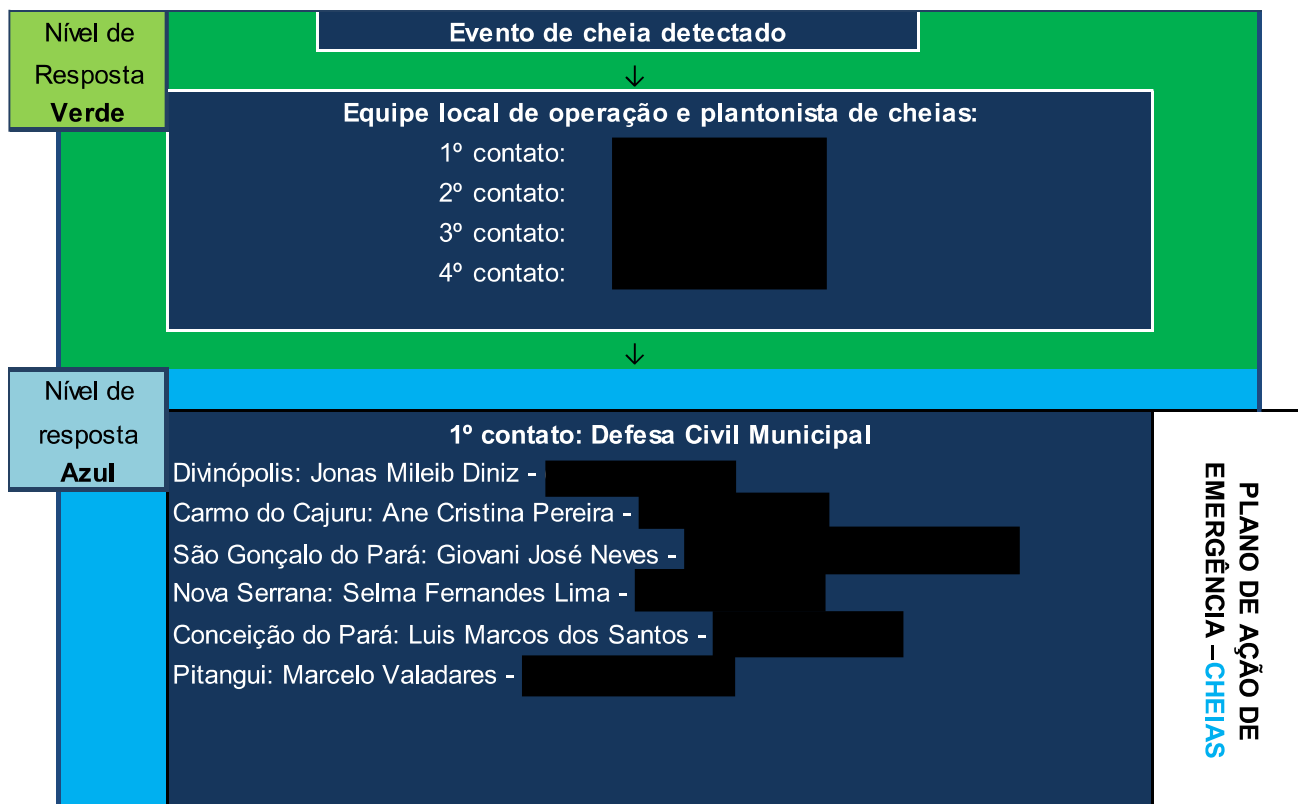 Nível de
Resposta
Verde
Evento de cheia detectado
↓
Equipe local de operação e plantonista de cheias:
1º contato:
2º contato:
3º contato:
4º contato:
↓
Nível de
resposta
Azul
1º contato: Defesa Civil Municipal
Divinópolis: Jonas Mileib Diniz -
Carmo do Cajuru: Ane Cristina Pereira -
São Gonçalo do Pará: Giovani José Neves -
Nova Serrana: Selma Fernandes Lima -
Conceição do Pará: Luis Marcos dos Santos -
Pitangui: Marcelo Valadares -
PLANO DE AÇÃO DE
EMERGÊNCIA – CHEIAS